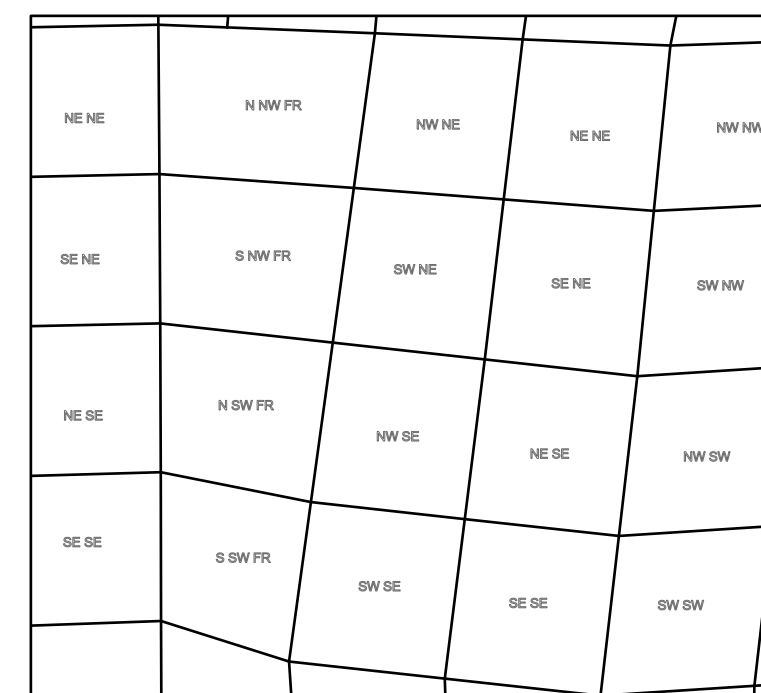 NE NE
N NW FR
NW NE
NE NE
NW NW
SE NE
S NW FR
SW NE
SE NE
SW NW
NE SE
N SW FR
NW SE
NE SE
NW SW
SE SE
S SW FR
SW SE
SE SE
SW SW